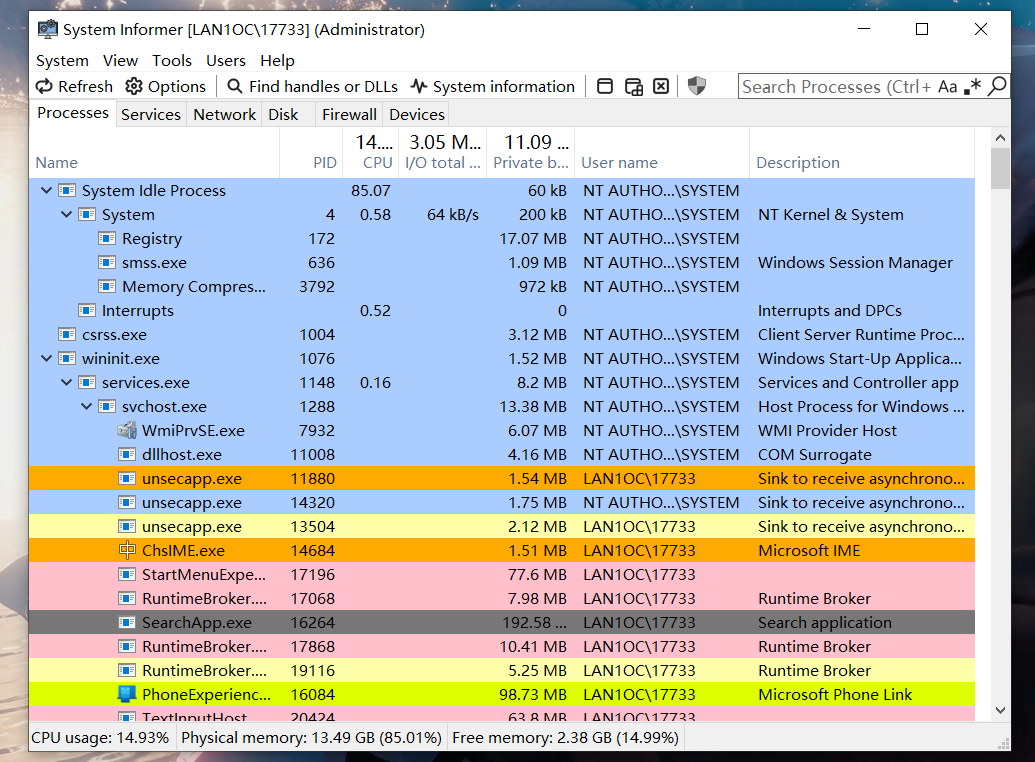 System Informer [LAN1OC\17733] (Administrator)
System View Tools Users Help
Refresh Options Find handles or DLLs System information Search Processes (Ctrl+ Aa .*
Processes Services Network Disk Firewall Devices
14.... 3.05 M... 11.09 ...
Name PID CPU I/O total ... Private b... User name Description
System Idle Process 85.07 60 kB NT AUTHO...\SYSTEM
System 4 0.58 64 kB/s 200 kB NT AUTHO...\SYSTEM NT Kernel & System
Registry 172 17.07 MB NT AUTHO...\SYSTEM
smss.exe 636 1.09 MB NT AUTHO...\SYSTEM Windows Session Manager
Memory Compres... 3792 972 kB NT AUTHO...\SYSTEM
Interrupts 0.52 0 Interrupts and DPCs
csrss.exe 1004 3.12 MB NT AUTHO...\SYSTEM Client Server Runtime Proc...
wininit.exe 1076 1.52 MB NT AUTHO...\SYSTEM Windows Start-Up Applica...
services.exe 1148 0.16 8.2 MB NT AUTHO...\SYSTEM Services and Controller app
svchost.exe 1288 13.38 MB NT AUTHO...\SYSTEM Host Process for Windows ...
WmiPrvSE.exe 7932 6.07 MB NT AUTHO...\SYSTEM WMI Provider Host
dllhost.exe 11008 4.16 MB NT AUTHO...\SYSTEM COM Surrogate
unsecapp.exe 11880 1.54 MB LAN1OC\17733 Sink to receive asynchrono...
unsecapp.exe 14320 1.75 MB NT AUTHO...\SYSTEM Sink to receive asynchrono...
unsecapp.exe 13504 2.12 MB LAN1OC\17733 Sink to receive asynchrono...
ChsIME.exe 14684 1.51 MB LAN1OC\17733 Microsoft IME
StartMenuExpe... 17196 77.6 MB LAN1OC\17733
RuntimeBroker.... 17068 7.98 MB LAN1OC\17733 Runtime Broker
SearchApp.exe 16264 192.58 ... LAN1OC\17733 Search application
RuntimeBroker.... 17868 10.41 MB LAN1OC\17733 Runtime Broker
RuntimeBroker.... 19116 5.25 MB LAN1OC\17733 Runtime Broker
PhoneExperienc... 16084 98.73 MB LAN1OC\17733 Microsoft Phone Link
TextInputHost 20424 63.8 MB LAN1OC\17733
CPU usage: 14.93% Physical memory: 13.49 GB (85.01%) Free memory: 2.38 GB (14.99%)